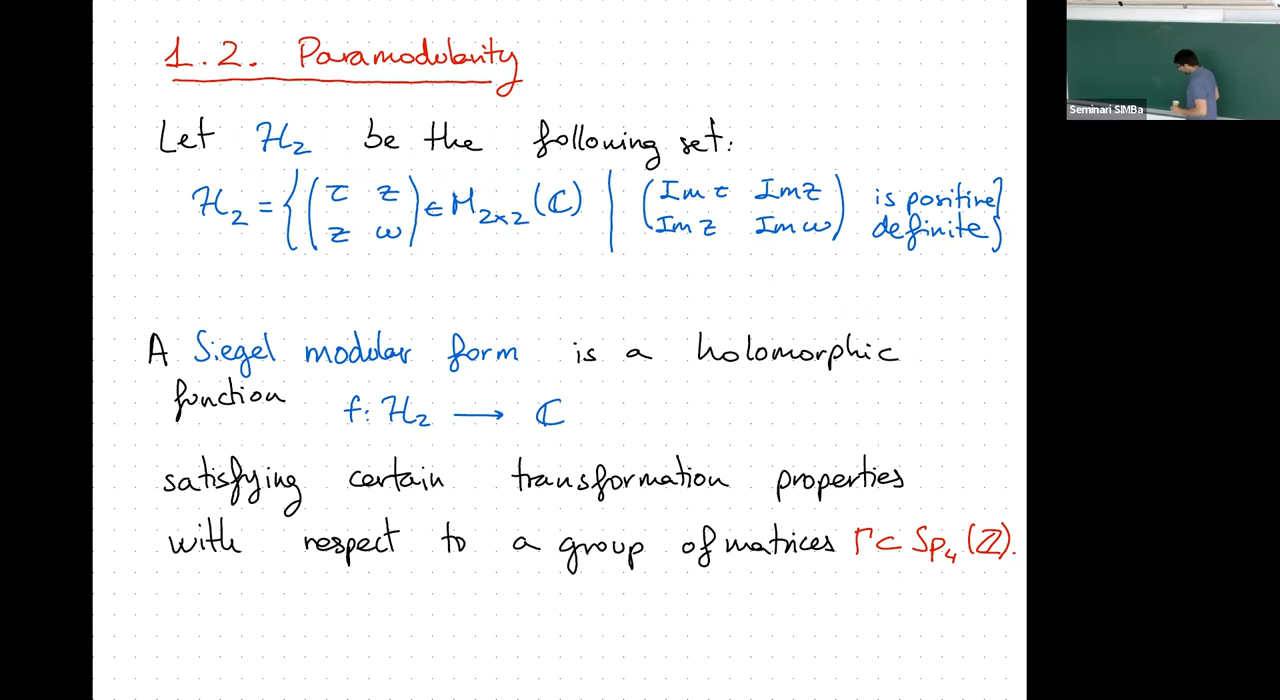 1.2. Paramodularity
Let ℋ₂ be the following set:
ℋ₂ = { ( τ z ; z ω ) ∈ M₂ₓ₂(ℂ) | ( Im τ Im z ; Im z Im ω ) is positive definite }
A Siegel modular form is a holomorphic
function f: ℋ₂ ⟶ ℂ
satisfying certain transformation properties
with respect to a group of matrices Γ ⊂ Sp₄(ℤ).
Seminari SIMBa